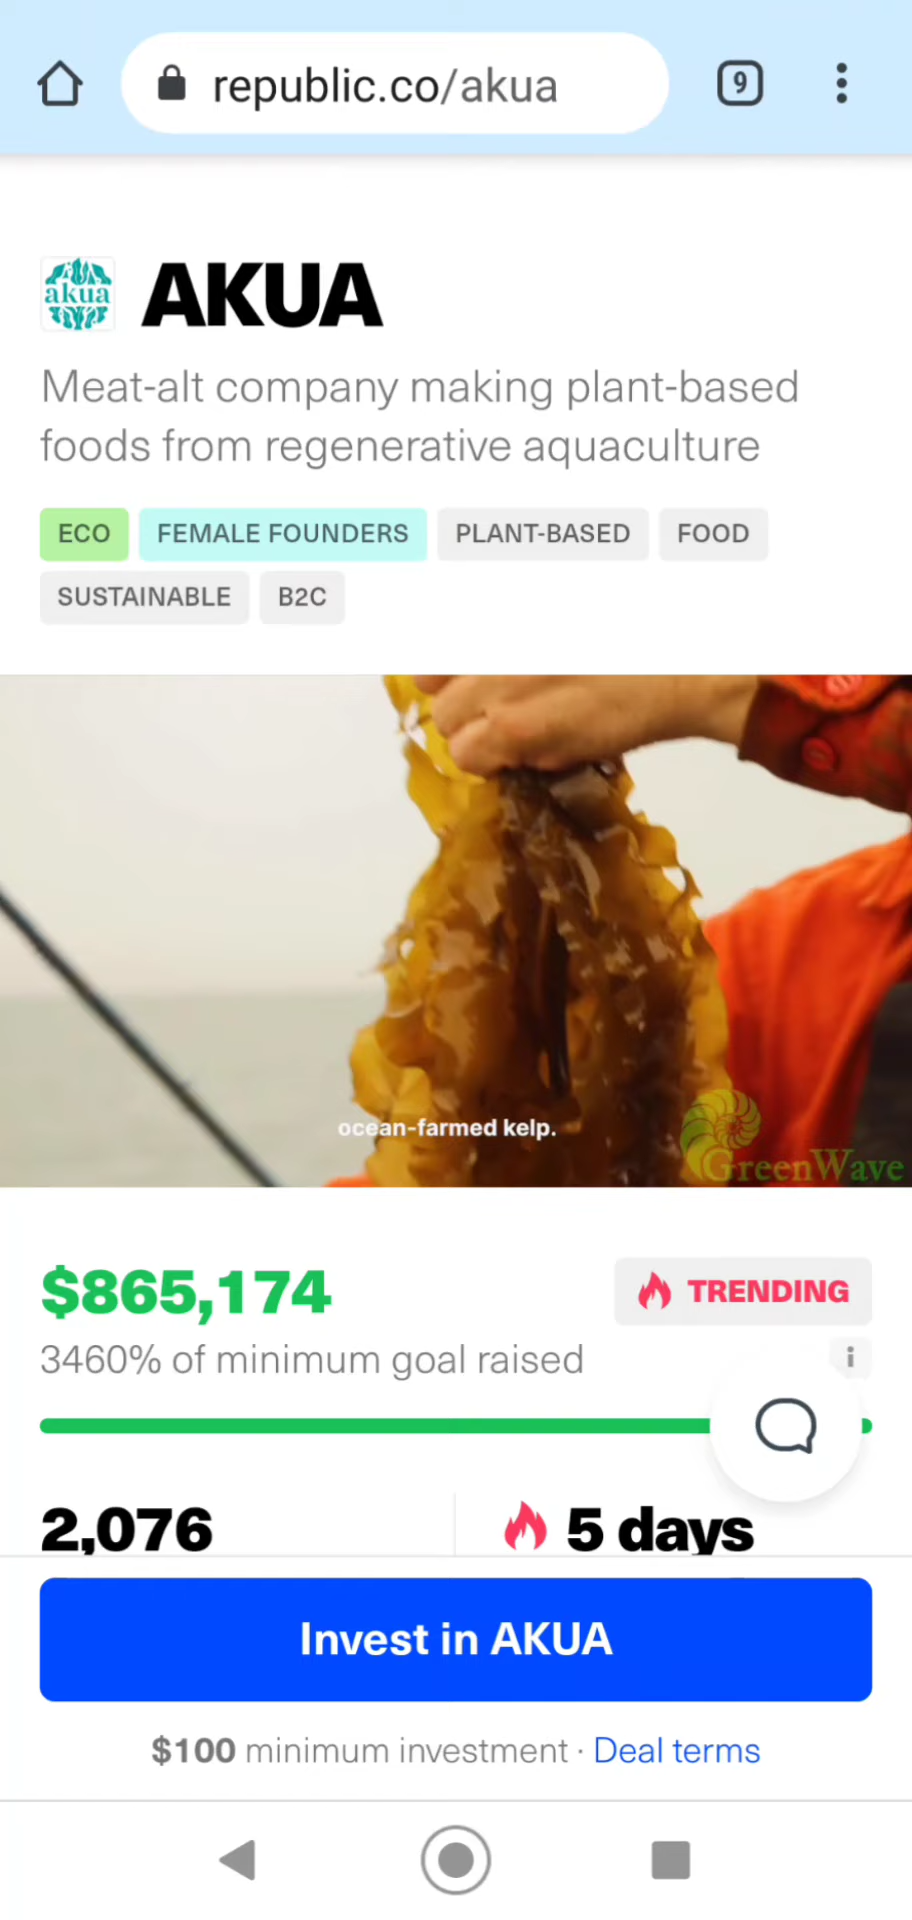 republic.co/akua
9
akua
AKUA
Meat-alt company making plant-based
foods from regenerative aquaculture
ECO
FEMALE FOUNDERS
PLANT-BASED
FOOD
SUSTAINABLE
B2C
ocean-farmed kelp.
GreenWave
$865,174
TRENDING
3460% of minimum goal raised
i
2,076
5 days
Invest in AKUA
$100 minimum investment · Deal terms